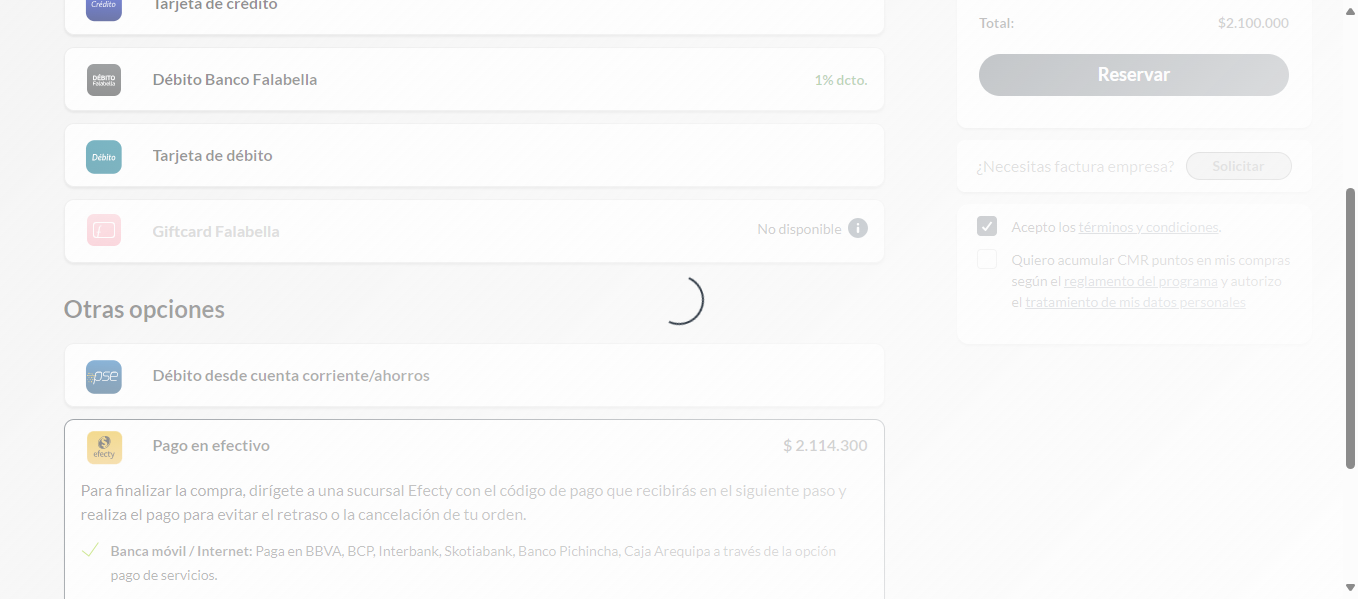 Crédito
Tarjeta de crédito
DÉBITO
Falabella
Débito Banco Falabella
1% dcto.
Débito
Tarjeta de débito
Giftcard Falabella
No disponible
Otras opciones
pse
Débito desde cuenta corriente/ahorros
efecty
Pago en efectivo
$ 2.114.300
Para finalizar la compra, dirígete a una sucursal Efecty con el código de pago que recibirás en el siguiente paso y
realiza el pago para evitar el retraso o la cancelación de tu orden.
Banca móvil / Internet: Paga en BBVA, BCP, Interbank, Skotiabank, Banco Pichincha, Caja Arequipa a través de la opción
pago de servicios.
Total:
$2.100.000
Reservar
¿Necesitas factura empresa?
Solicitar
Acepto los términos y condiciones.
Quiero acumular CMR puntos en mis compras
según el reglamento del programa y autorizo
el tratamiento de mis datos personales